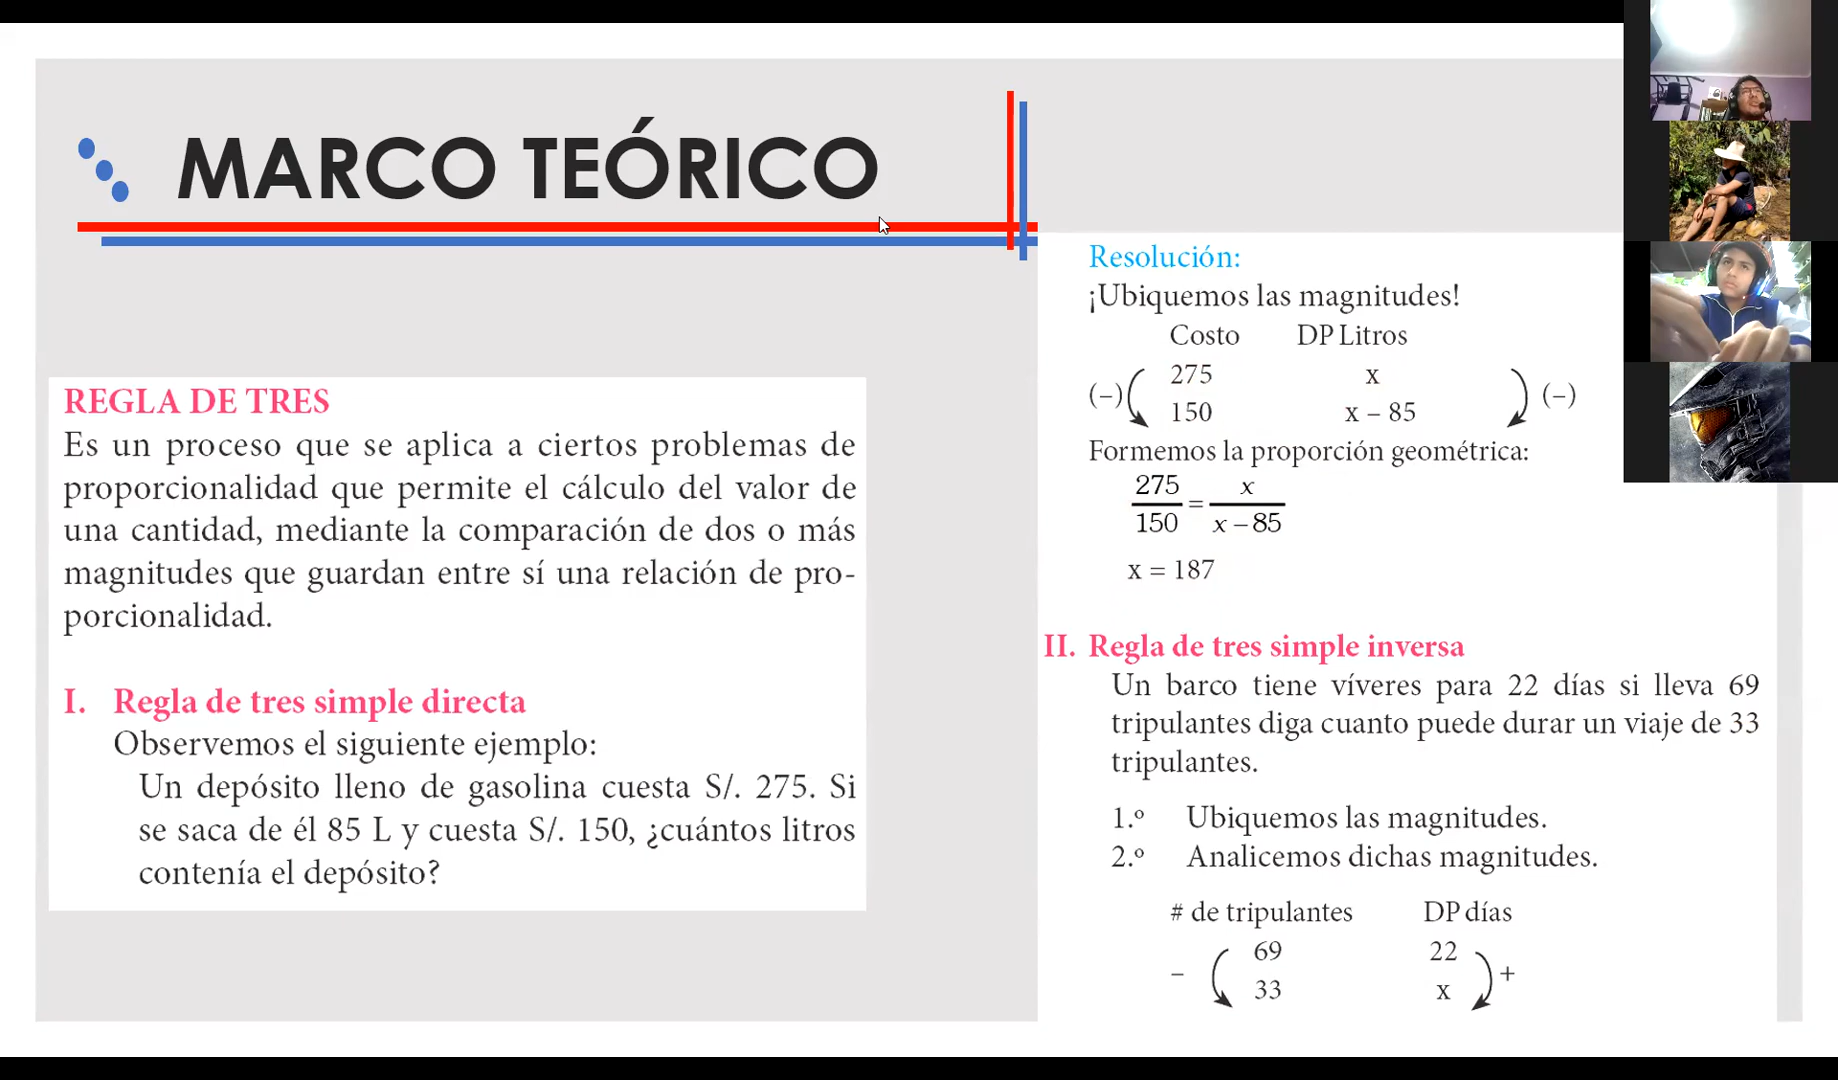 MARCO TEÓRICO
REGLA DE TRES
Es un proceso que se aplica a ciertos problemas de
proporcionalidad que permite el cálculo del valor de
una cantidad, mediante la comparación de dos o más
magnitudes que guardan entre sí una relación de pro-
porcionalidad.
I. Regla de tres simple directa
Observemos el siguiente ejemplo:
Un depósito lleno de gasolina cuesta S/. 275. Si
se saca de él 85 L y cuesta S/. 150, ¿cuántos litros
contenía el depósito?
Resolución:
¡Ubiquemos las magnitudes!
Costo DP Litros
(–) 275 x (–)
150 x – 85
Formemos la proporción geométrica:
275/150 = x/x – 85
x = 187
II. Regla de tres simple inversa
Un barco tiene víveres para 22 días si lleva 69
tripulantes diga cuanto puede durar un viaje de 33
tripulantes.
1.º Ubiquemos las magnitudes.
2.º Analicemos dichas magnitudes.
# de tripulantes DP días
– 69 22 +
33 x